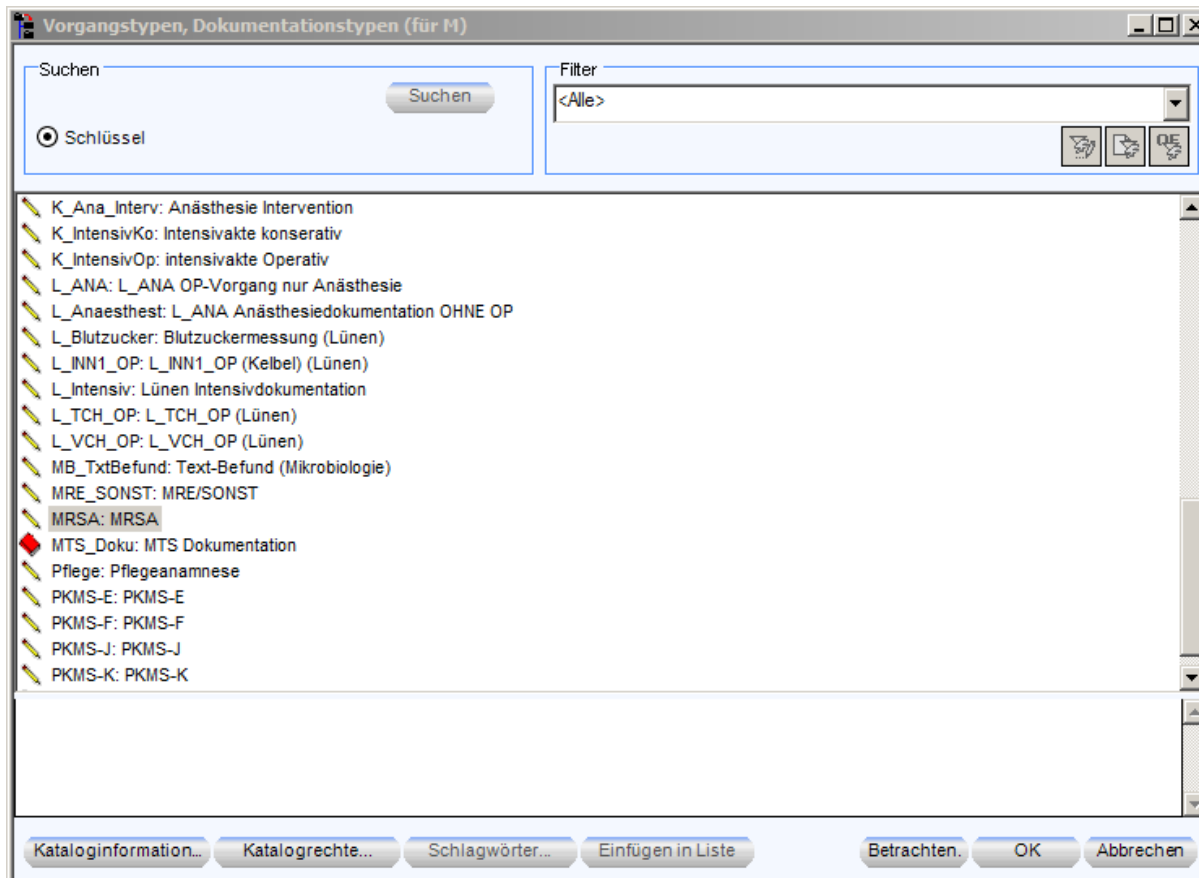 Vorgangstypen, Dokumentationstypen (für M)
Suchen
Suchen
Schlüssel
Filter
<Alle>
QE
K_Ana_Interv: Anästhesie Intervention
K_IntensivKo: Intensivakte konserativ
K_IntensivOp: intensivakte Operativ
L_ANA: L_ANA OP-Vorgang nur Anästhesie
L_Anaesthest: L_ANA Anästhesiedokumentation OHNE OP
L_Blutzucker: Blutzuckermessung (Lünen)
L_INN1_OP: L_INN1_OP (Kelbel) (Lünen)
L_Intensiv: Lünen Intensivdokumentation
L_TCH_OP: L_TCH_OP (Lünen)
L_VCH_OP: L_VCH_OP (Lünen)
MB_TxtBefund: Text-Befund (Mikrobiologie)
MRE_SONST: MRE/SONST
MRSA: MRSA
MTS_Doku: MTS Dokumentation
Pflege: Pflegeanamnese
PKMS-E: PKMS-E
PKMS-F: PKMS-F
PKMS-J: PKMS-J
PKMS-K: PKMS-K
Kataloginformation... Katalogrechte... Schlagwörter... Einfügen in Liste Betrachten. OK Abbrechen